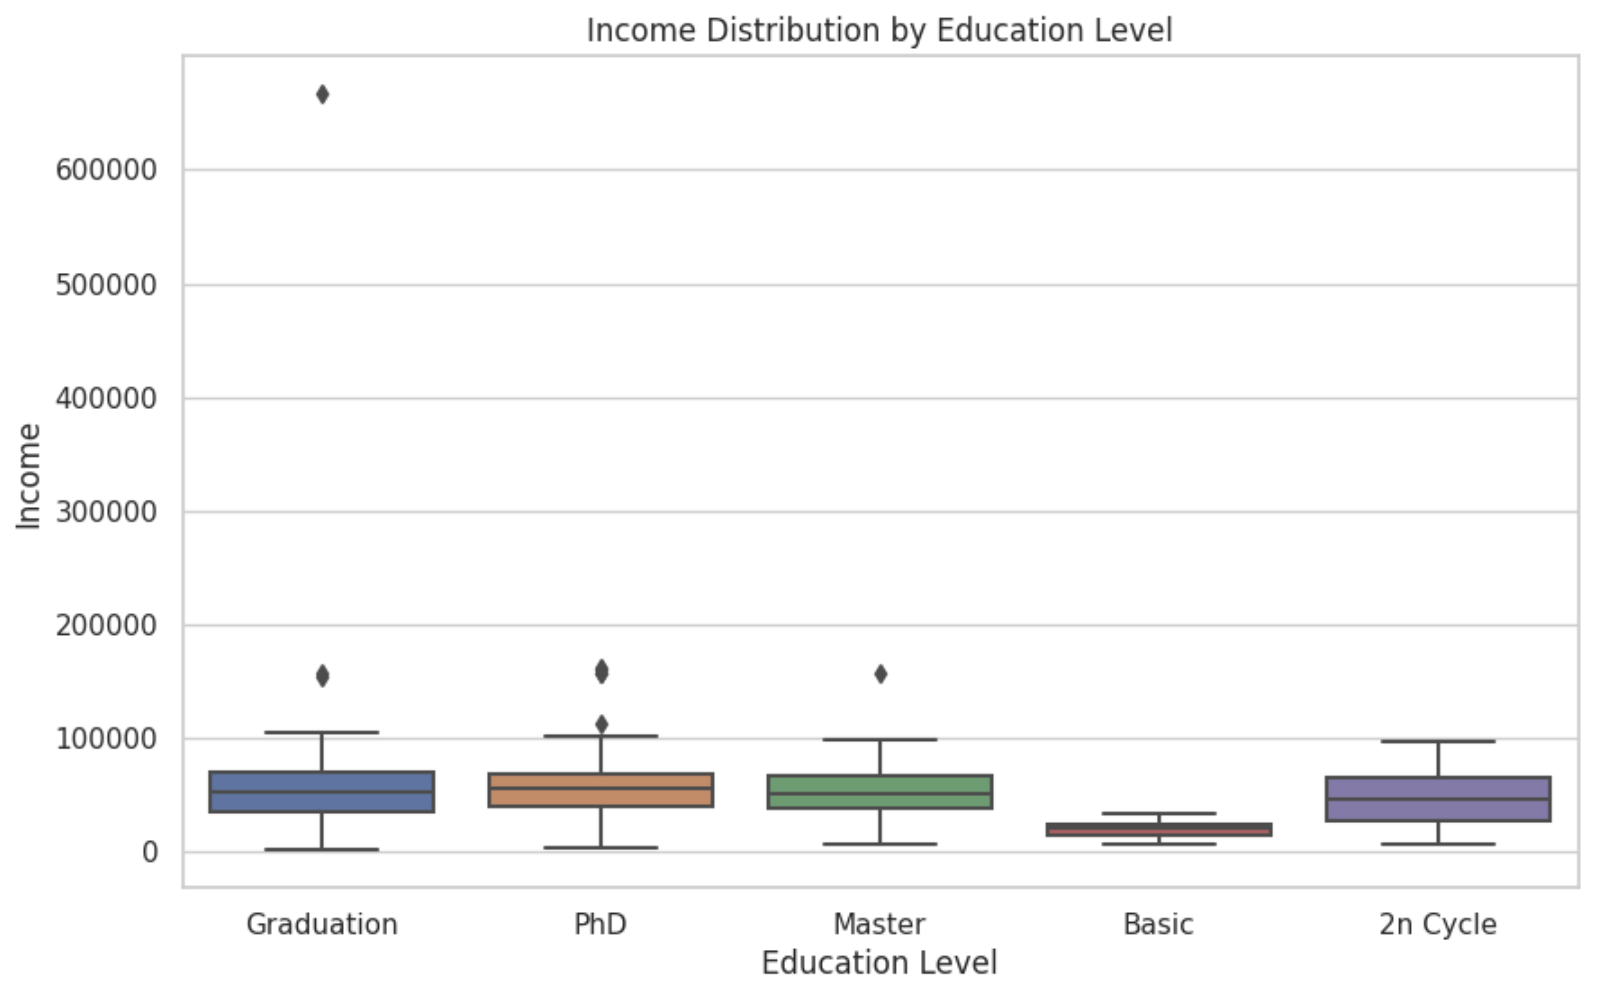 Income Distribution by Education Level
600000
500000
400000
300000
200000
100000
0
Income
Graduation PhD Master Basic 2n Cycle
Education Level